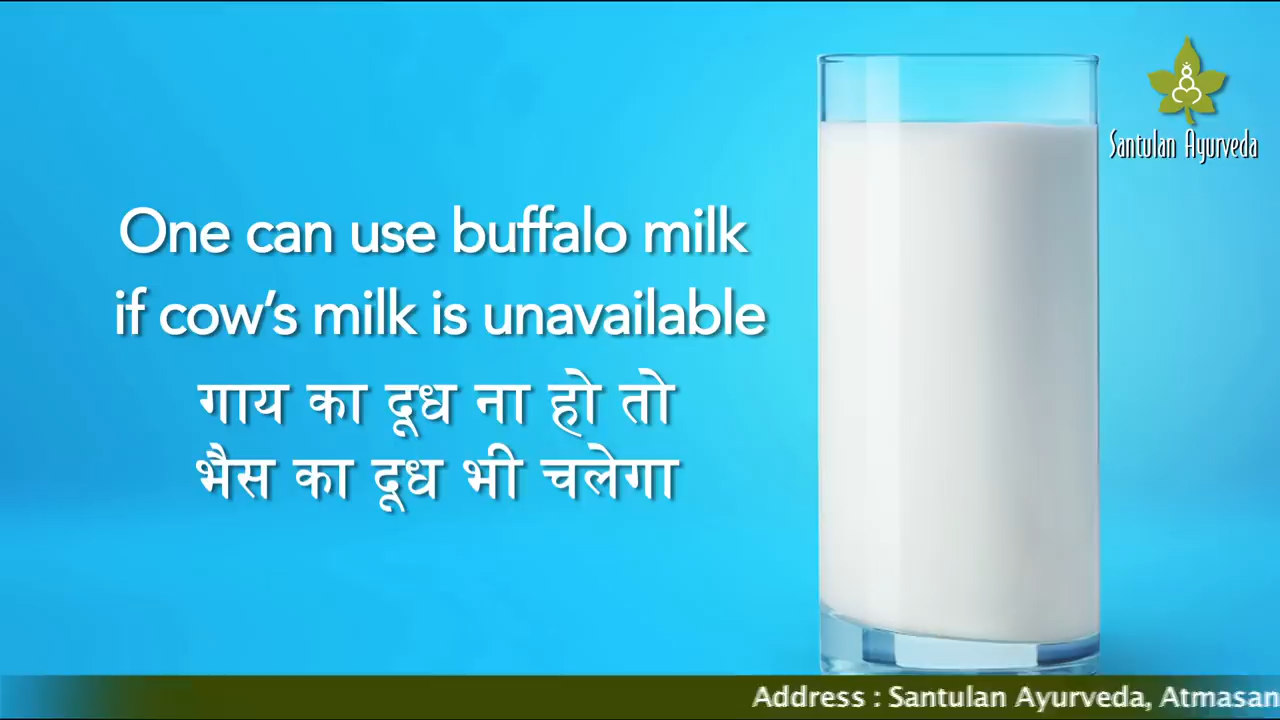 Santulan Ayurveda
One can use buffalo milk
if cow's milk is unavailable
गाय का दूध ना हो तो
भैस का दूध भी चलेगा
Address : Santulan Ayurveda, Atmasan